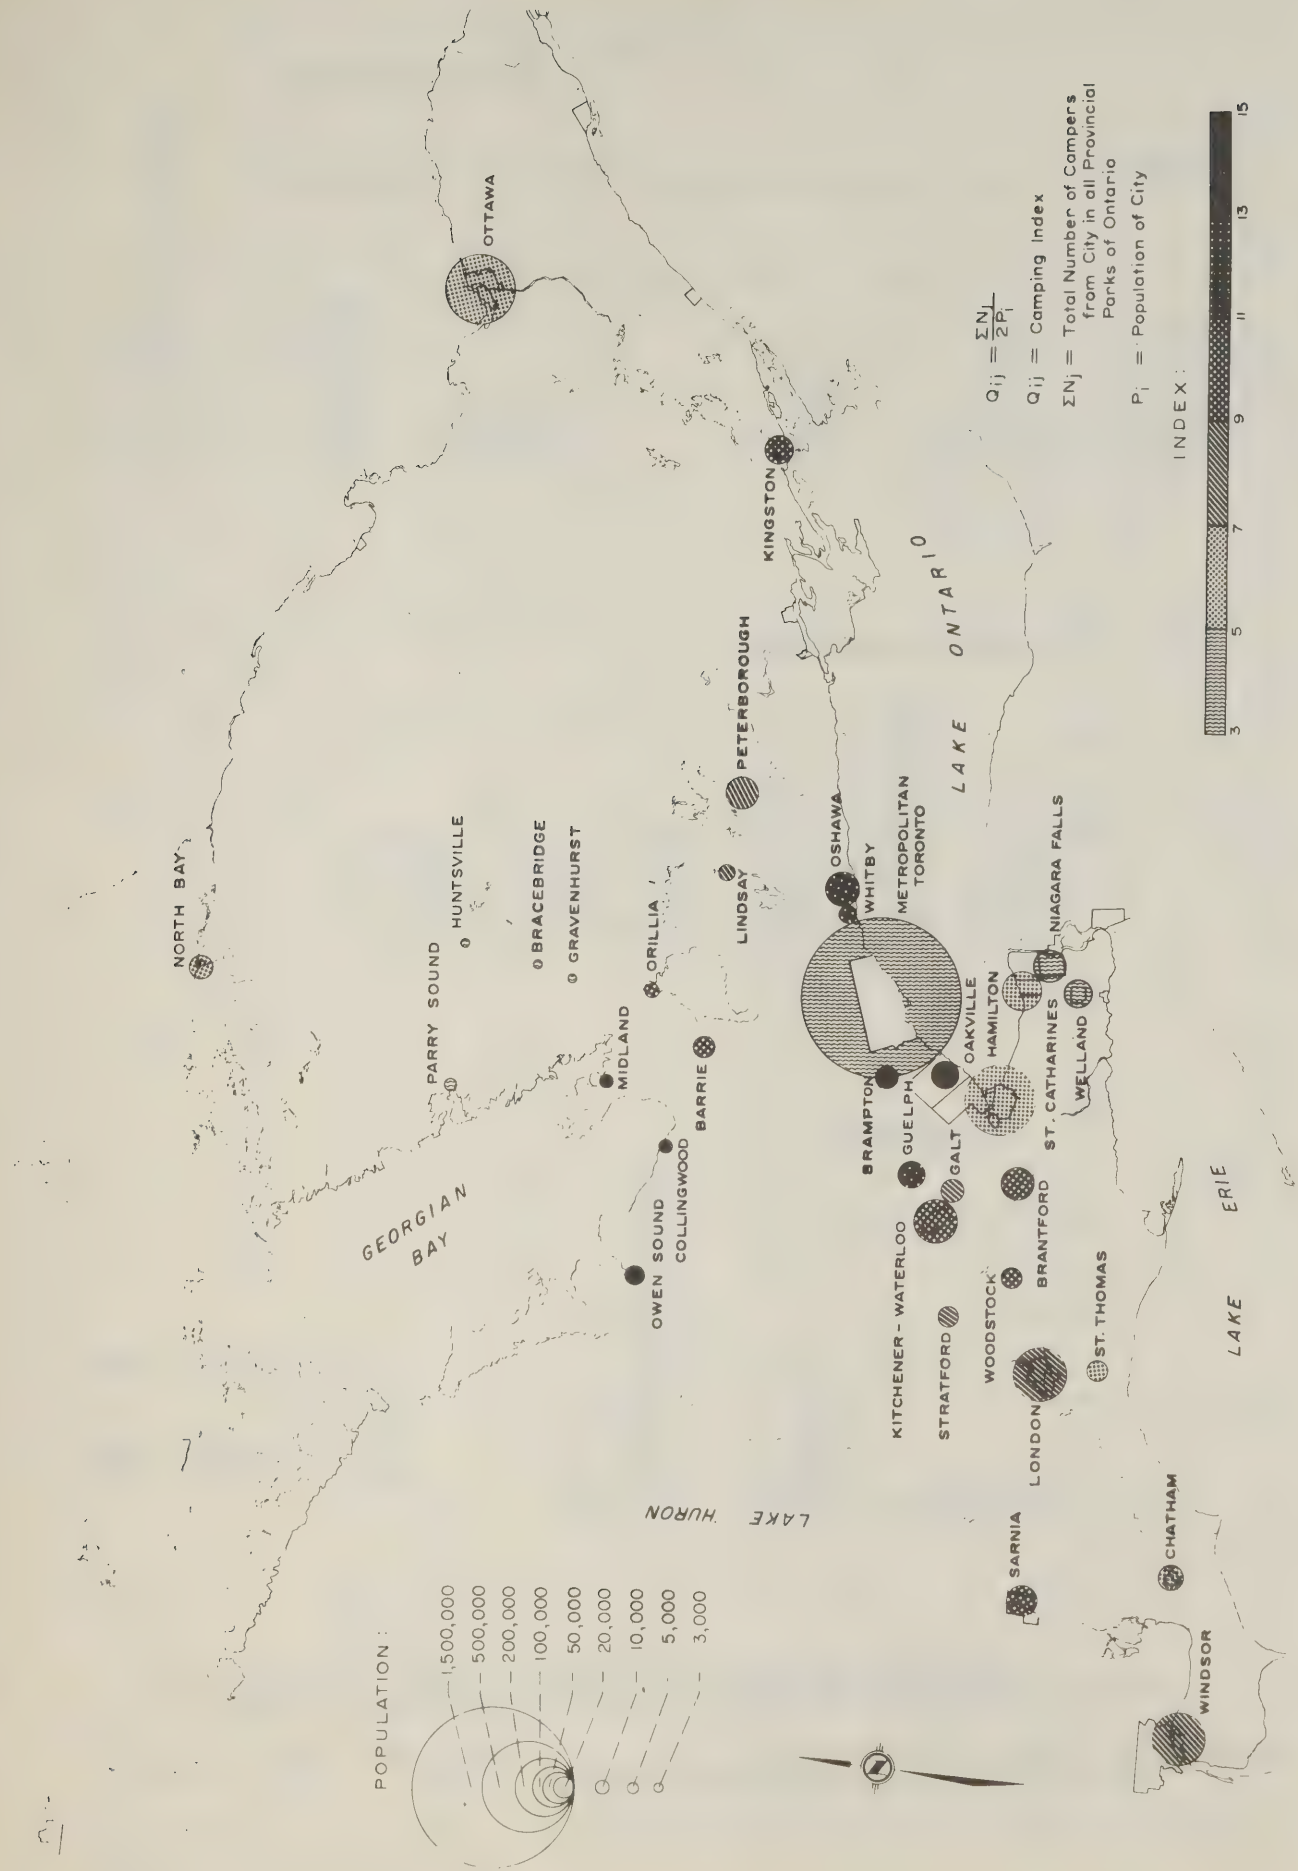 NORTH BAY
OTTAWA
PARRY SOUND
HUNTSVILLE
BRACEBRIDGE
GRAVENHURST
GEORGIAN
BAY
MIDLAND
ORILLIA
OWEN SOUND
COLLINGWOOD
BARRIE
LINDSAY
PETERBOROUGH
KINGSTON
OSHAWA
WHITBY
METROPOLITAN
TORONTO
LAKE ONTARIO
BRAMPTON
GUELPH
OAKVILLE
HAMILTON
GALT
KITCHENER - WATERLOO
STRATFORD
WOODSTOCK
BRANTFORD
ST. CATHARINES
WELLAND
NIAGARA FALLS
LONDON
ST. THOMAS
LAKE HURON
SARNIA
CHATHAM
WINDSOR
LAKE ERIE
POPULATION :
1,500,000
500,000
200,000
100,000
50,000
20,000
10,000
5,000
3,000
Qij = ΣNj
2Pi
Qij = Camping Index
ΣNj = Total Number of Campers
from City in all Provincial
Parks of Ontario
Pi = Population of City
INDEX :
3 5 7 9 11 13 15